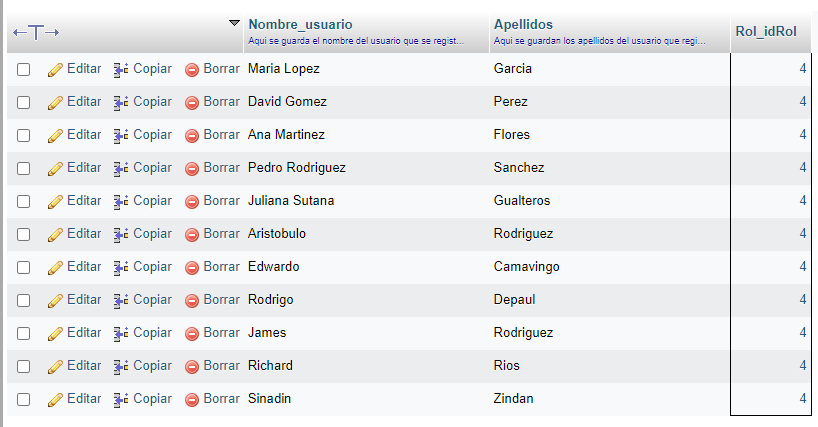 Nombre_usuario Apellidos Rol_idRol
Aqui se guarda el nombre del usuario que se regist... Aqui se guardan los apellidos del usuario que regi...
Editar Copiar Borrar Maria Lopez Garcia 4
Editar Copiar Borrar David Gomez Perez 4
Editar Copiar Borrar Ana Martinez Flores 4
Editar Copiar Borrar Pedro Rodriguez Sanchez 4
Editar Copiar Borrar Juliana Sutana Gualteros 4
Editar Copiar Borrar Aristobulo Rodriguez 4
Editar Copiar Borrar Edwardo Camavingo 4
Editar Copiar Borrar Rodrigo Depaul 4
Editar Copiar Borrar James Rodriguez 4
Editar Copiar Borrar Richard Rios 4
Editar Copiar Borrar Sinadin Zindan 4